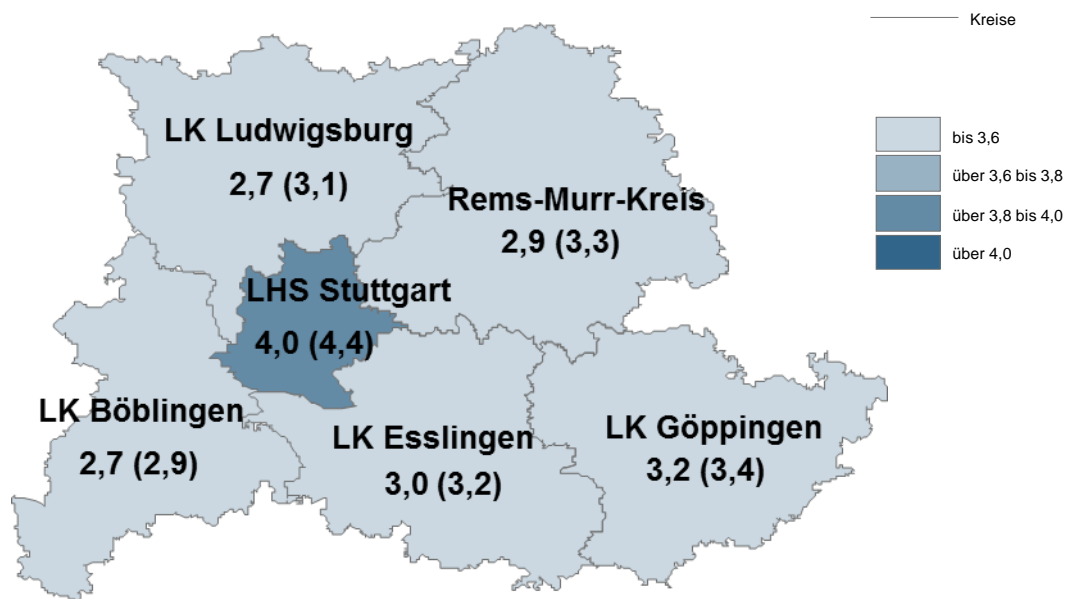 Kreise
bis 3,6
über 3,6 bis 3,8
über 3,8 bis 4,0
über 4,0
LK Ludwigsburg
2,7 (3,1)
Rems-Murr-Kreis
2,9 (3,3)
LHS Stuttgart
4,0 (4,4)
LK Böblingen
2,7 (2,9)
LK Esslingen
3,0 (3,2)
LK Göppingen
3,2 (3,4)